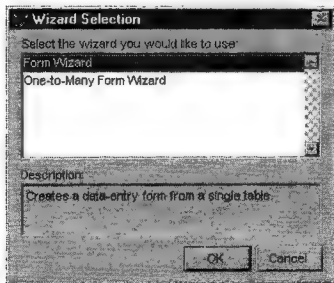 Wizard Selection
Select the wizard you would like to use:
Form Wizard
One-to-Many Form Wizard
Description:
Creates a data-entry form from a single table.
OK Cancel